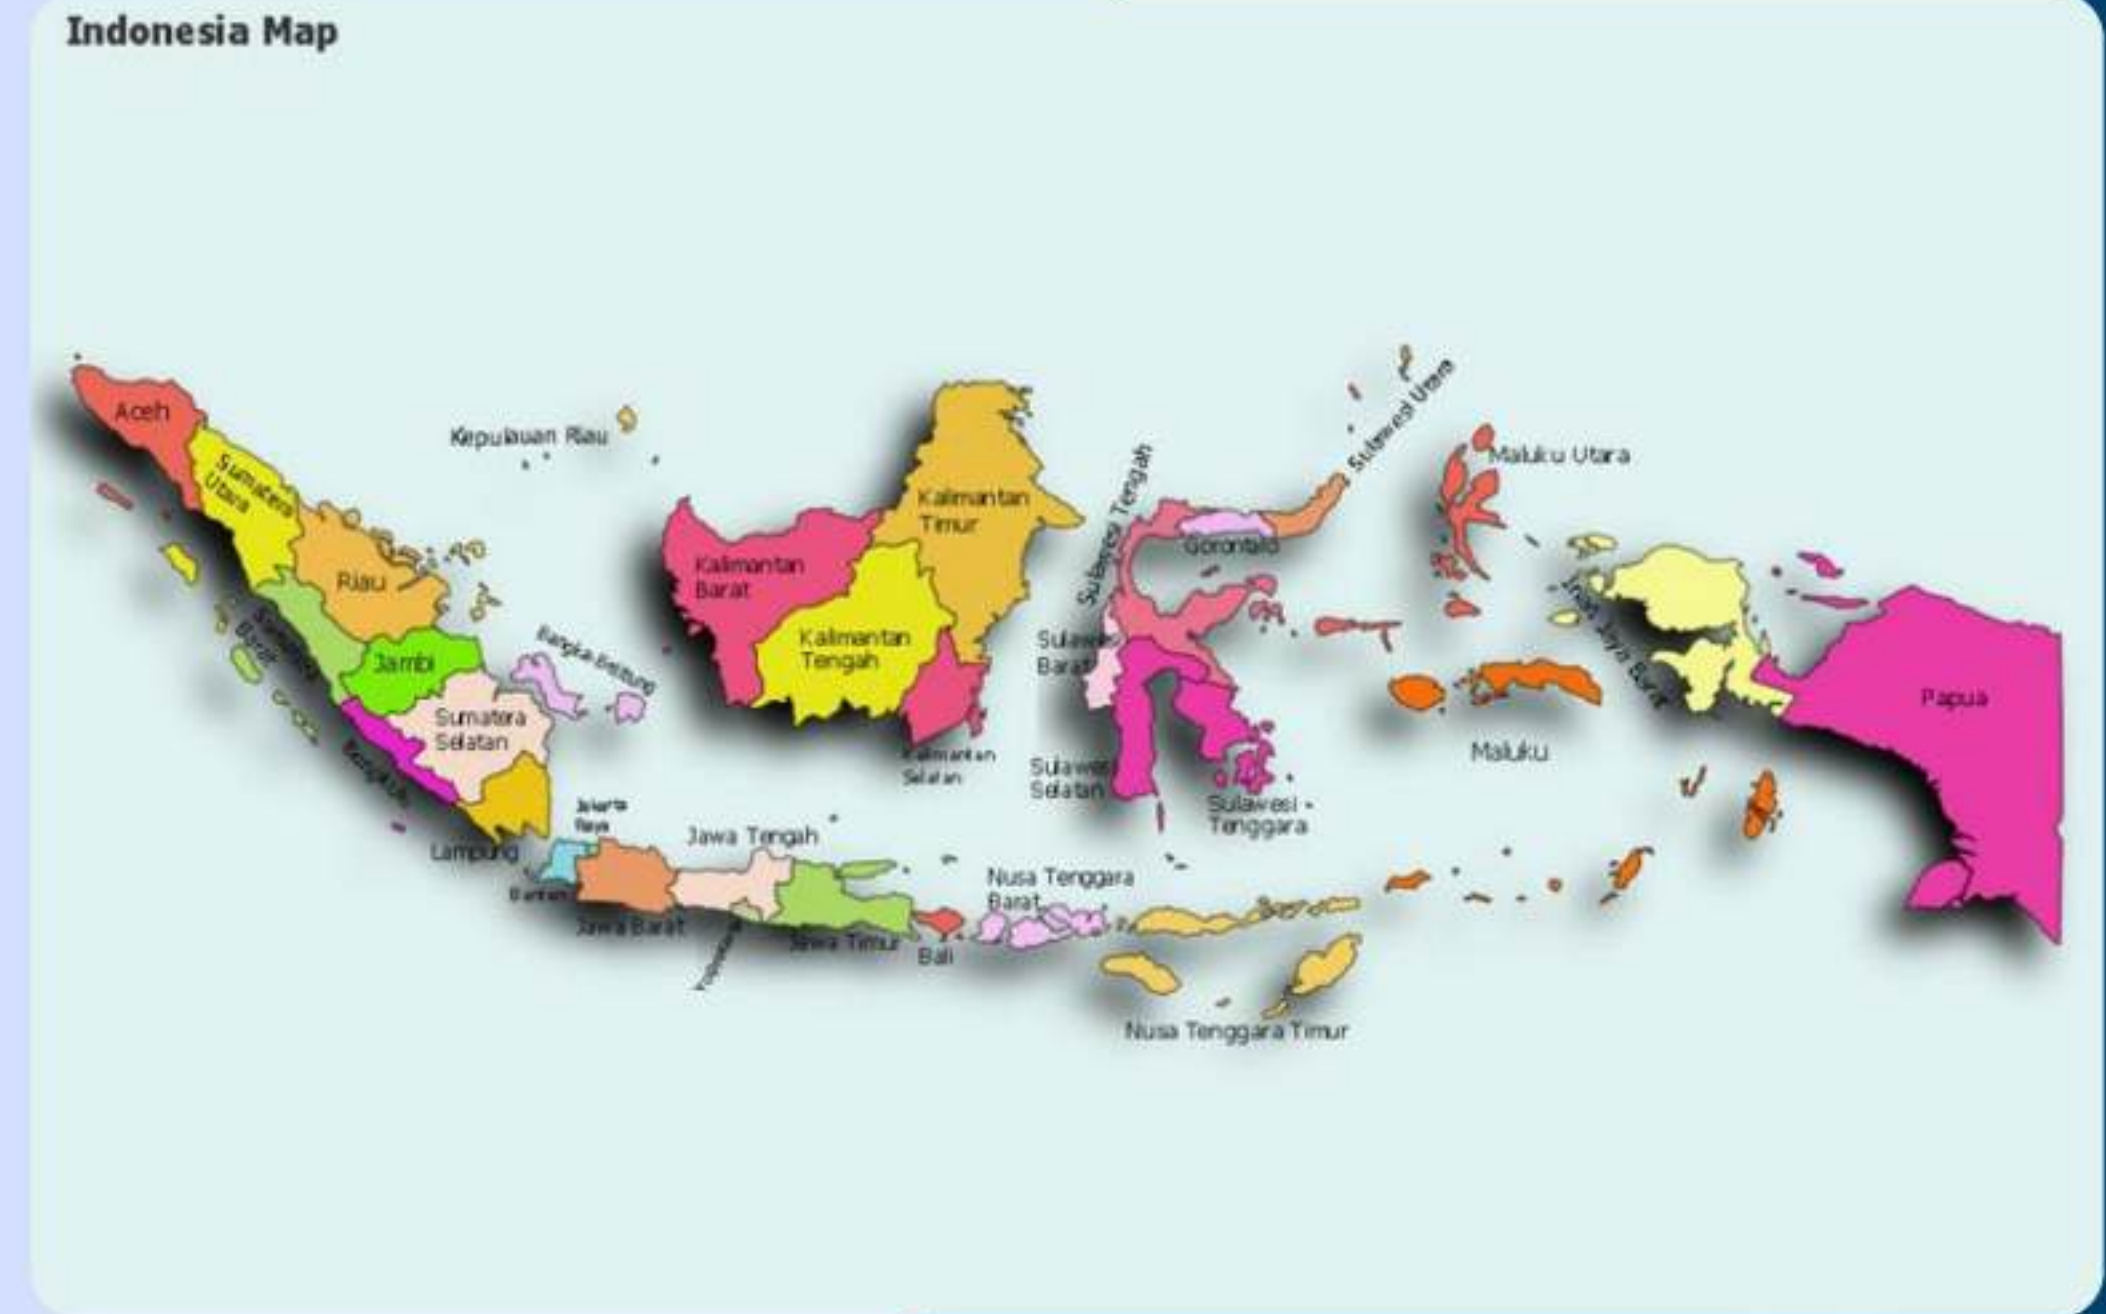 Indonesia Map
Aceh
Sumatera
Utara
Kepulauan Riau
Riau
Sumatera
Barat
Jambi
Bangka-Belitung
Sumatera
Selatan
Bengkulu
Lampung
Jakarta
Raya
Banten
Jawa Barat
Jawa Tengah
Yogyakarta
Jawa Timur
Bali
Kalimantan
Barat
Kalimantan
Tengah
Kalimantan
Timur
Kalimantan
Selatan
Sulawesi Tengah
Gorontalo
Sulawesi Utara
Sulawesi
Barat
Sulawesi
Selatan
Sulawesi
Tenggara
Nusa Tenggara
Barat
Nusa Tenggara Timur
Maluku Utara
Maluku
Irian Jaya Barat
Papua